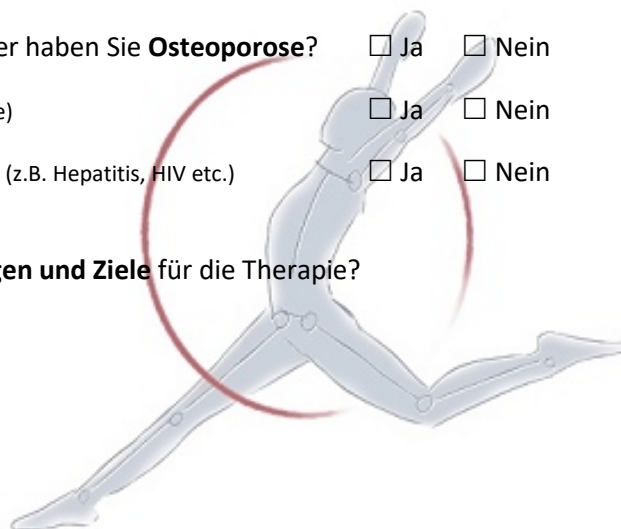 er haben Sie Osteoporose? ☐ Ja ☐ Nein
e) ☐ Ja ☐ Nein
(z.B. Hepatitis, HIV etc.) ☐ Ja ☐ Nein
gen und Ziele für die Therapie?